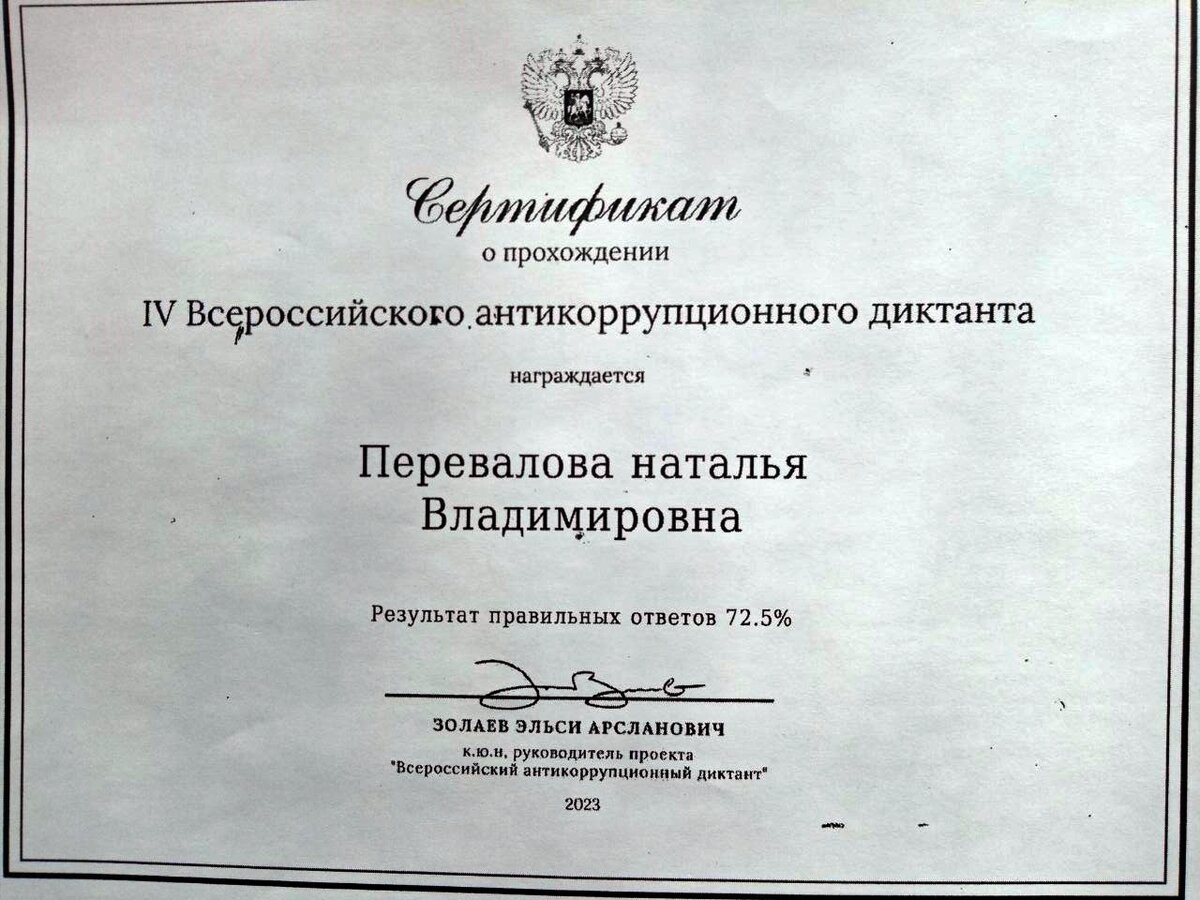 Сертификат
о прохождении
IV Всероссийского антикоррупционного диктанта
награждается
Перевалова наталья
Владимировна
Результат правильных ответов 72.5%
ЗОЛАЕВ ЭЛЬСИ АРСЛАНОВИЧ
к.ю.н, руководитель проекта
"Всероссийский антикоррупционный диктант"
2023